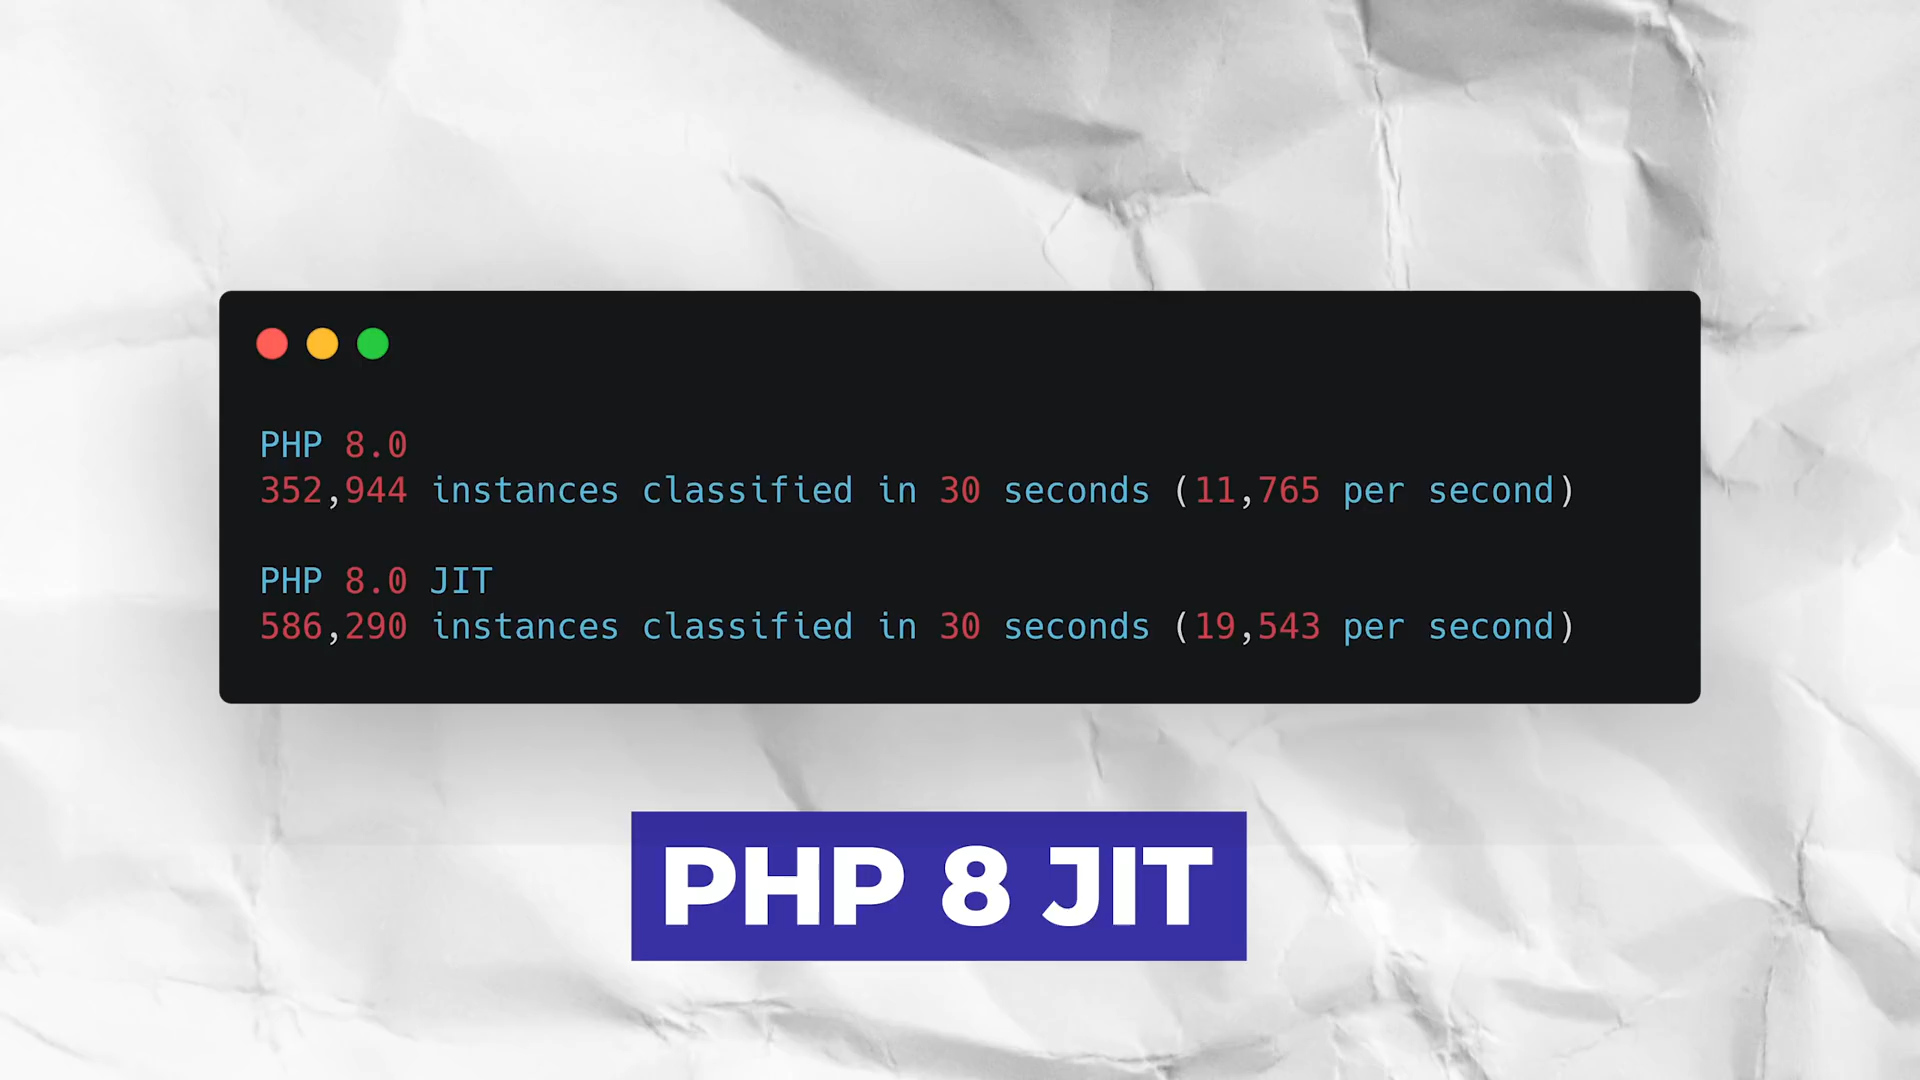 PHP 8.0
352,944 instances classified in 30 seconds (11,765 per second)
PHP 8.0 JIT
586,290 instances classified in 30 seconds (19,543 per second)
PHP 8 JIT